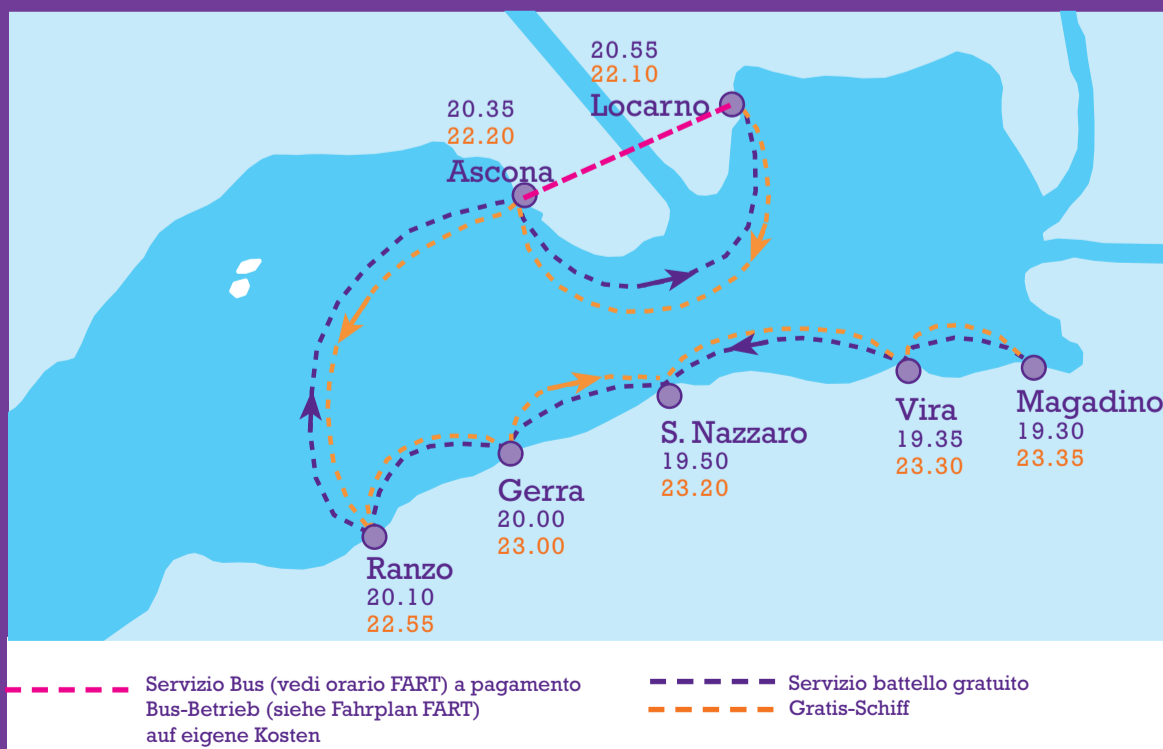 20.55
22.10
Locarno
20.35
22.20
Ascona
Vira
19.35
23.30
Magadino
19.30
23.35
S. Nazzaro
19.50
23.20
Gerra
20.00
23.00
Ranzo
20.10
22.55
Servizio Bus (vedi orario FART) a pagamento
Bus-Betrieb (siehe Fahrplan FART)
auf eigene Kosten
Servizio battello gratuito
Gratis-Schiff